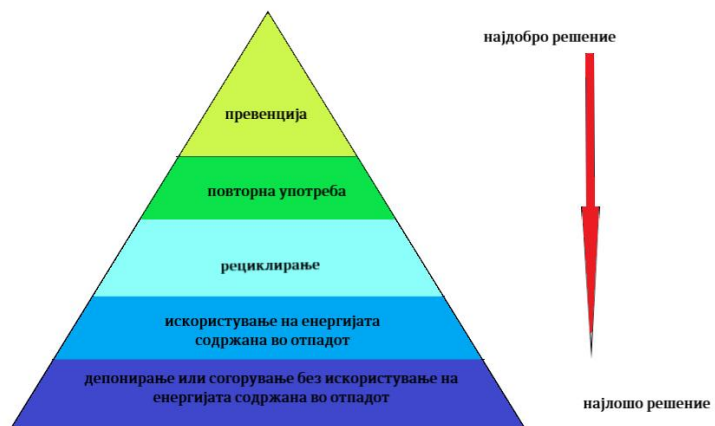 најдобро решение
превенција
повторна употреба
рециклирање
искористување на енергијата
содржана во отпадот
депонирање или согорување без искористување на
енергијата содржана во отпадот
најлошо решение